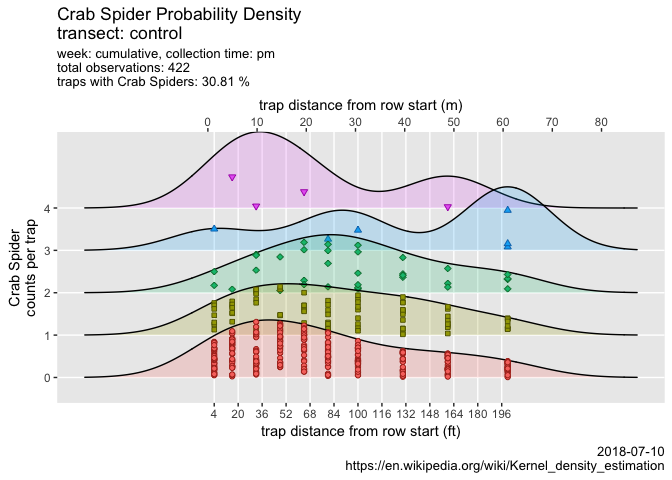 Crab Spider Probability Density
transect: control
week: cumulative, collection time: pm
total observations: 422
traps with Crab Spiders: 30.81 %
trap distance from row start (m)
0 10 20 30 40 50 60 70 80
Crab Spider
counts per trap
4
3
2
1
0
4 20 36 52 68 84 100 116 132 148 164 180 196
trap distance from row start (ft)
2018-07-10
https://en.wikipedia.org/wiki/Kernel_density_estimation